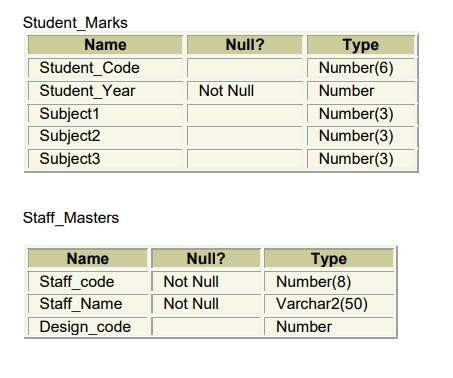 Student_Marks
Name Null? Type
Student_Code Number(6)
Student_Year Not Null Number
Subject1 Number(3)
Subject2 Number(3)
Subject3 Number(3)
Staff_Masters
Name Null? Type
Staff_code Not Null Number(8)
Staff_Name Not Null Varchar2(50)
Design_code Number